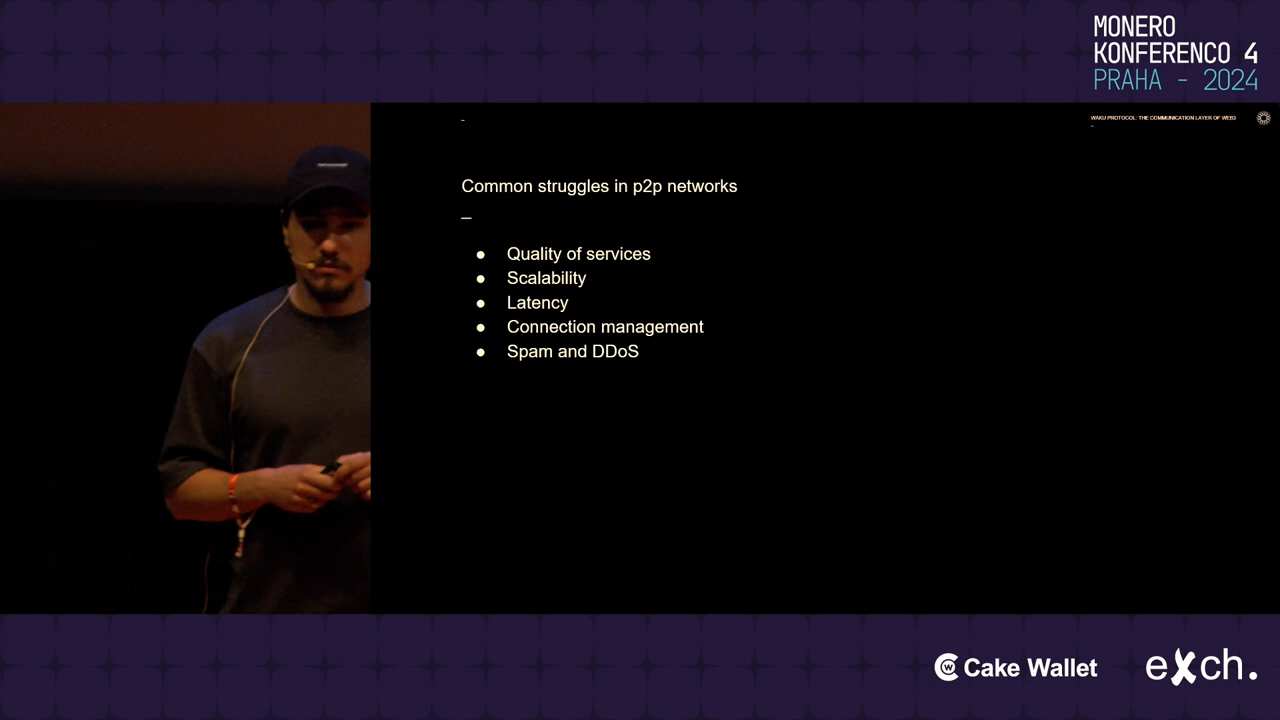 MONERO
KONFERENCO 4
PRAHA - 2024
WAKU PROTOCOL: THE COMMUNICATION LAYER OF WEB3
Common struggles in p2p networks
● Quality of services
● Scalability
● Latency
● Connection management
● Spam and DDoS
Cake Wallet
eXch.